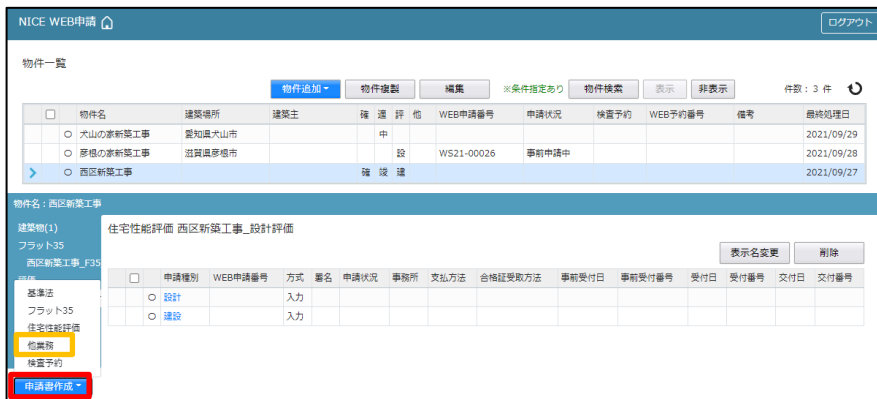 NICE WEB申請 ログアウト
物件一覧
物件追加 物件複製 編集 ※条件指定あり 物件検索 表示 非表示 件数：3 件
物件名 建築場所 建築主 確 適 評 他 WEB申請番号 申請状況 検査予約 WEB予約番号 備考 最終処理日
○ 犬山の家新築工事 愛知県犬山市 中 2021/09/29
○ 彦根の家新築工事 滋賀県彦根市 設 WS21-00026 事前申請中 2021/09/28
○ 西区新築工事 確 竣 建 2021/09/27
物件名：西区新築工事
建築物(1)
フラット35
西区新築工事_F35
住宅性能評価 西区新築工事_設計評価
表示名変更 削除
申請種別 WEB申請番号 方式 署名 申請状況 事務所 支払方法 合格証受取方法 事前受付日 事前受付番号 受付日 受付番号 交付日 交付番号
○ 設計 入力
○ 建設 入力
基準法
フラット35
住宅性能評価
他業務
検査予約
申請書作成